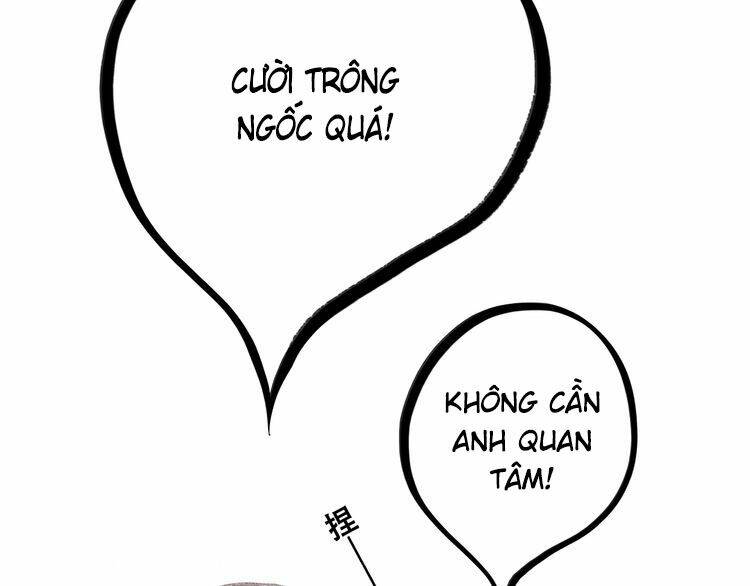 CƯỜI TRÔNG
NGỐC QUÁ!
KHÔNG CẦN
ANH QUAN
TÂM!
捏